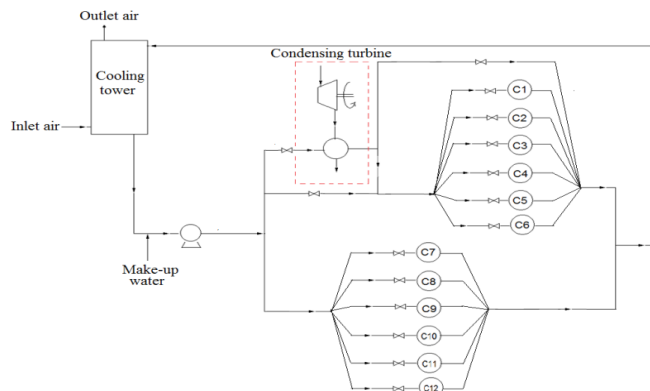 Outlet air
Condensing turbine
Cooling
tower
Inlet air
Make-up
water
C1
C2
C3
C4
C5
C6
C7
C8
C9
C10
C11
C12